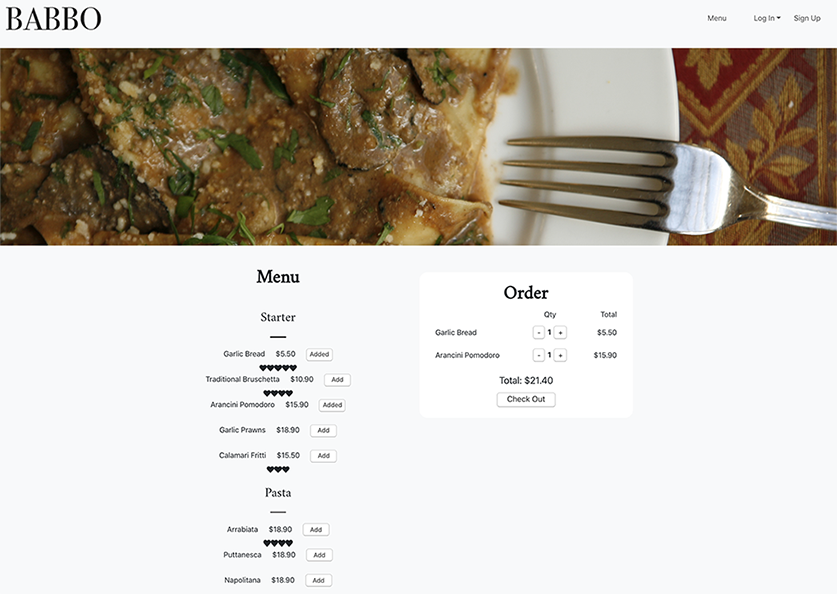 BABBO
Menu Log In Sign Up
Menu
Starter
Garlic Bread $5.50 Added
Traditional Bruschetta $10.90 Add
Arancini Pomodoro $15.90 Added
Garlic Prawns $18.90 Add
Calamari Fritti $15.50 Add
Pasta
Arrabiata $18.90 Add
Puttanesca $18.90 Add
Napolitana $18.90 Add
Order
Qty Total
Garlic Bread - 1 + $5.50
Arancini Pomodoro - 1 + $15.90
Total: $21.40
Check Out